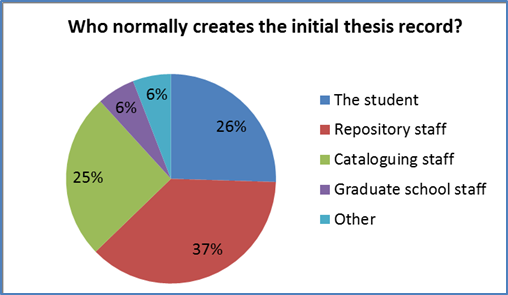 Who normally creates the initial thesis record?
6%
6%
26%
25%
37%
The student
Repository staff
Cataloguing staff
Graduate school staff
Other